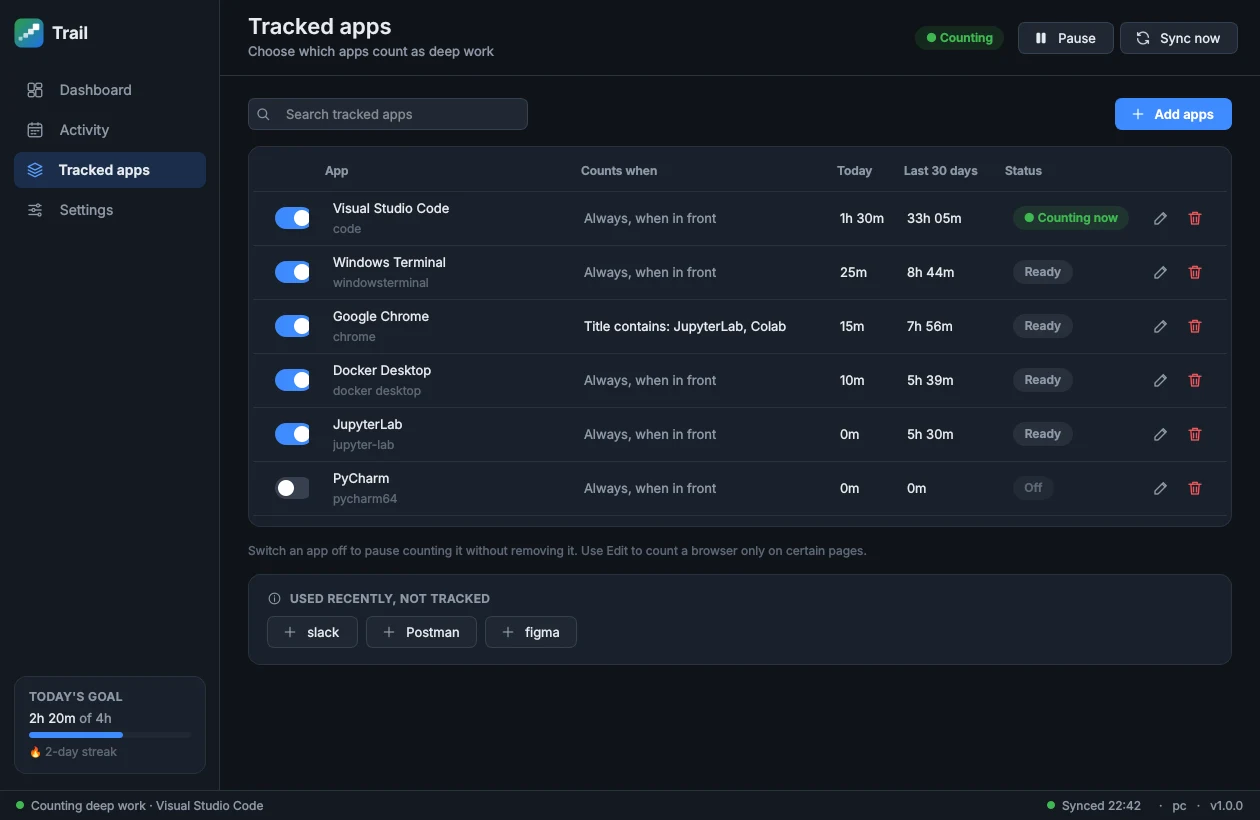 Trail
Dashboard
Activity
Tracked apps
Settings
TODAY'S GOAL
2h 20m of 4h
🔥 2-day streak
Tracked apps
Choose which apps count as deep work
Counting
Pause
Sync now
Search tracked apps
Add apps
App Counts when Today Last 30 days Status
Visual Studio Code
code
Always, when in front 1h 30m 33h 05m Counting now
Windows Terminal
windowsterminal
Always, when in front 25m 8h 44m Ready
Google Chrome
chrome
Title contains: JupyterLab, Colab 15m 7h 56m Ready
Docker Desktop
docker desktop
Always, when in front 10m 5h 39m Ready
JupyterLab
jupyter-lab
Always, when in front 0m 5h 30m Ready
PyCharm
pycharm64
Always, when in front 0m 0m Off
Switch an app off to pause counting it without removing it. Use Edit to count a browser only on certain pages.
USED RECENTLY, NOT TRACKED
slack
Postman
figma
Counting deep work · Visual Studio Code
Synced 22:42 · pc · v1.0.0